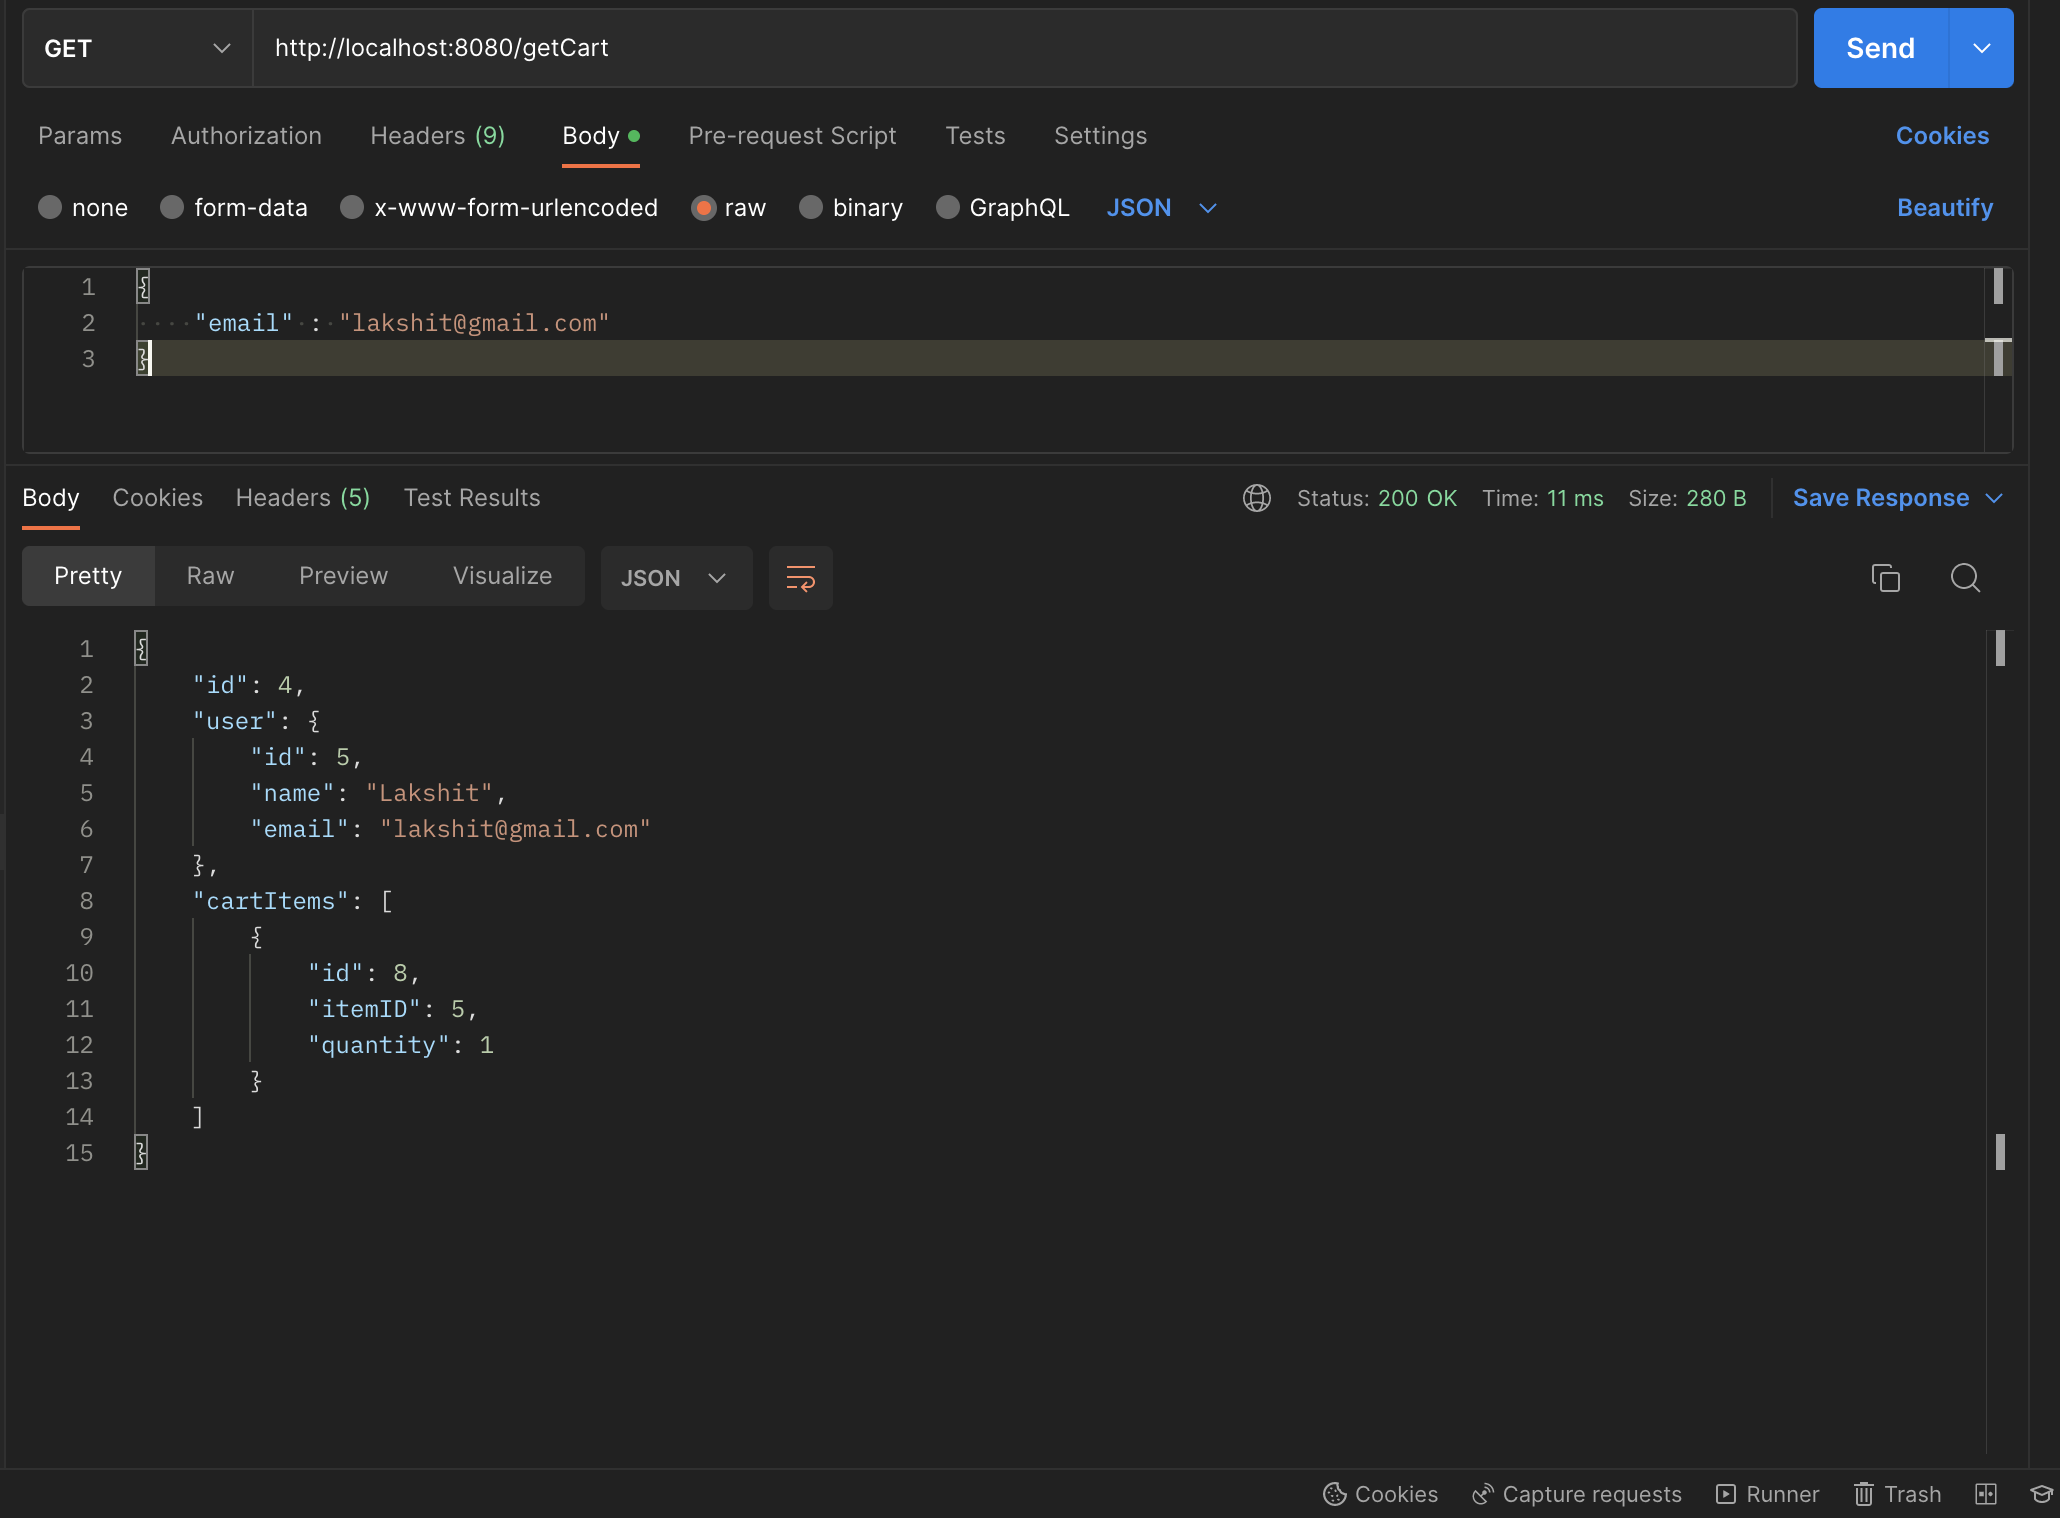 GET http://localhost:8080/getCart Send
Params Authorization Headers (9) Body Pre-request Script Tests Settings Cookies
none form-data x-www-form-urlencoded raw binary GraphQL JSON Beautify
1 {
2 "email" : "lakshit@gmail.com"
3 }
Body Cookies Headers (5) Test Results Status: 200 OK Time: 11 ms Size: 280 B Save Response
Pretty Raw Preview Visualize JSON
1 {
2 "id": 4,
3 "user": {
4 "id": 5,
5 "name": "Lakshit",
6 "email": "lakshit@gmail.com"
7 },
8 "cartItems": [
9 {
10 "id": 8,
11 "itemID": 5,
12 "quantity": 1
13 }
14 ]
15 }
Cookies Capture requests Runner Trash